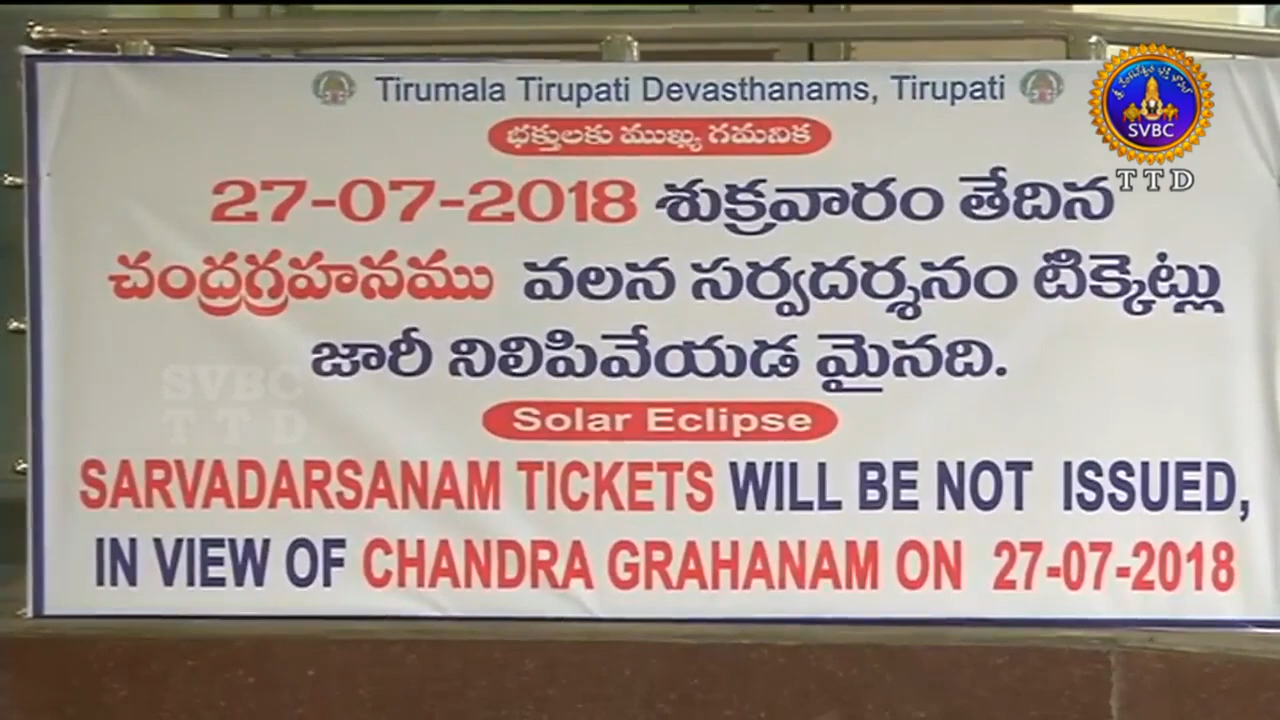 Tirumala Tirupati Devasthanams, Tirupati
భక్తులకు ముఖ్య గమనిక
27-07-2018 శుక్రవారం తేదిన
చంద్రగ్రహనము వలన సర్వదర్శనం టిక్కెట్లు
జారీ నిలిపివేయడ మైనది.
Solar Eclipse
SARVADARSANAM TICKETS WILL BE NOT ISSUED,
IN VIEW OF CHANDRA GRAHANAM ON 27-07-2018
SVBC
TTD
SVBC
TTD